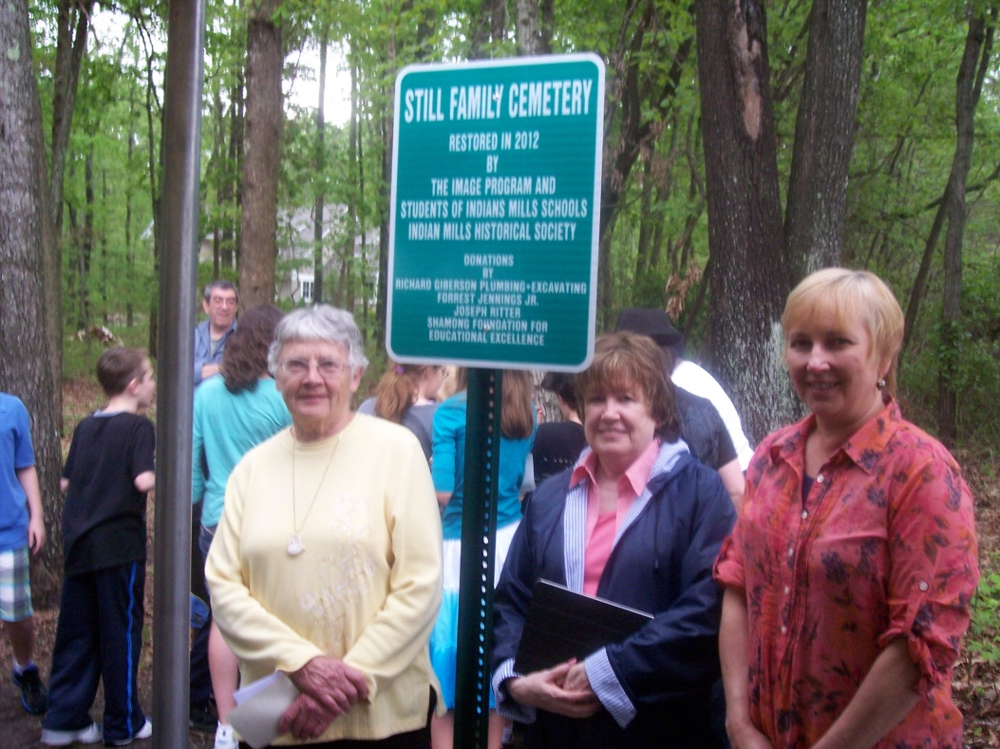 STILL FAMILY CEMETERY
RESTORED IN 2012
BY
THE IMAGE PROGRAM AND
STUDENTS OF INDIANS MILLS SCHOOLS
INDIAN MILLS HISTORICAL SOCIETY
DONATIONS
BY
RICHARD GIBERSON PLUMBING-EXCAVATING
FORREST JENNINGS JR.
JOSEPH RITTER
SHAMONG FOUNDATION FOR
EDUCATIONAL EXCELLENCE